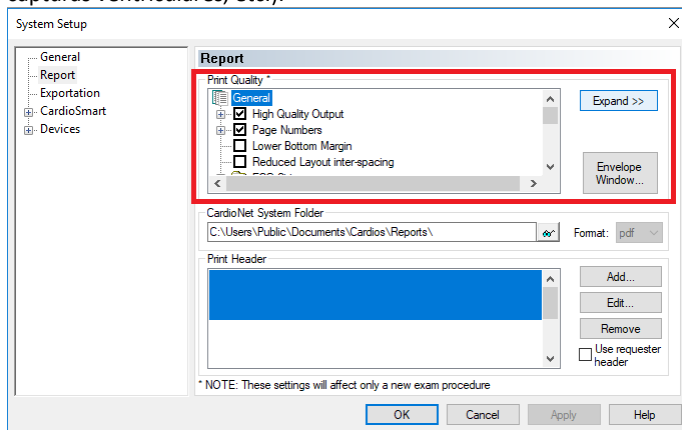 System Setup
General
Report
Exportation
CardioSmart
Devices
Report
Print Quality *
General
High Quality Output
Page Numbers
Lower Bottom Margin
Reduced Layout inter-spacing
Expand >>
Envelope
Window...
CardioNet System Folder
C:\Users\Public\Documents\Cardios\Reports\
Format: pdf
Print Header
Add...
Edit...
Remove
Use requester
header
* NOTE: These settings will affect only a new exam procedure
OK Cancel Apply Help